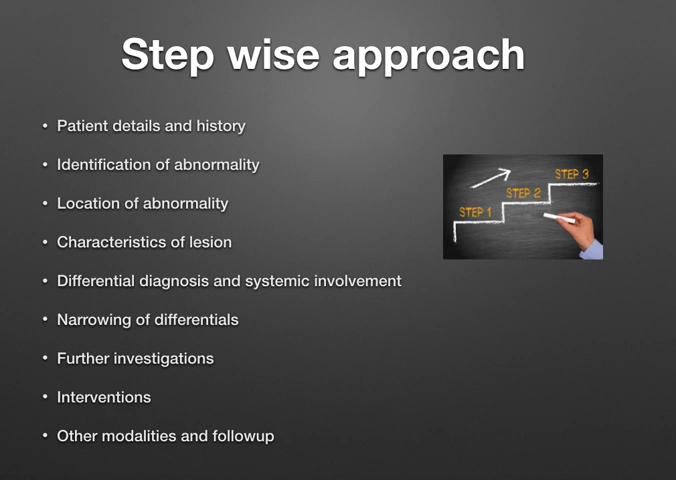 Step wise approach
• Patient details and history
• Identification of abnormality
• Location of abnormality
• Characteristics of lesion
• Differential diagnosis and systemic involvement
• Narrowing of differentials
• Further investigations
• Interventions
• Other modalities and followup
STEP 1
STEP 2
STEP 3